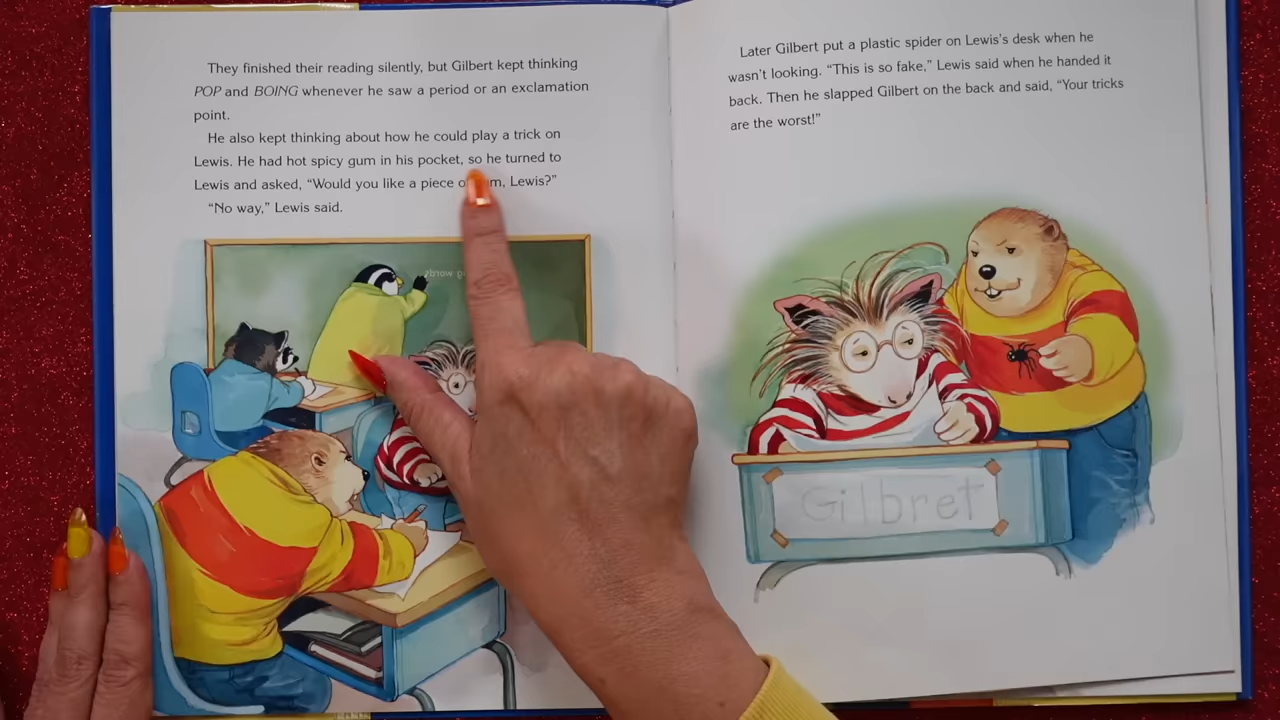 They finished their reading silently, but Gilbert kept thinking
POP and BOING whenever he saw a period or an exclamation
point.
He also kept thinking about how he could play a trick on
Lewis. He had hot spicy gum in his pocket, so he turned to
Lewis and asked, “Would you like a piece Lewis?”
“No way,” Lewis said.
Later Gilbert put a plastic spider on Lewis's desk when he
wasn't looking. “This is so fake,” Lewis said when he handed it
back. Then he slapped Gilbert on the back and said, “Your tricks
are the worst!”
Gilbret